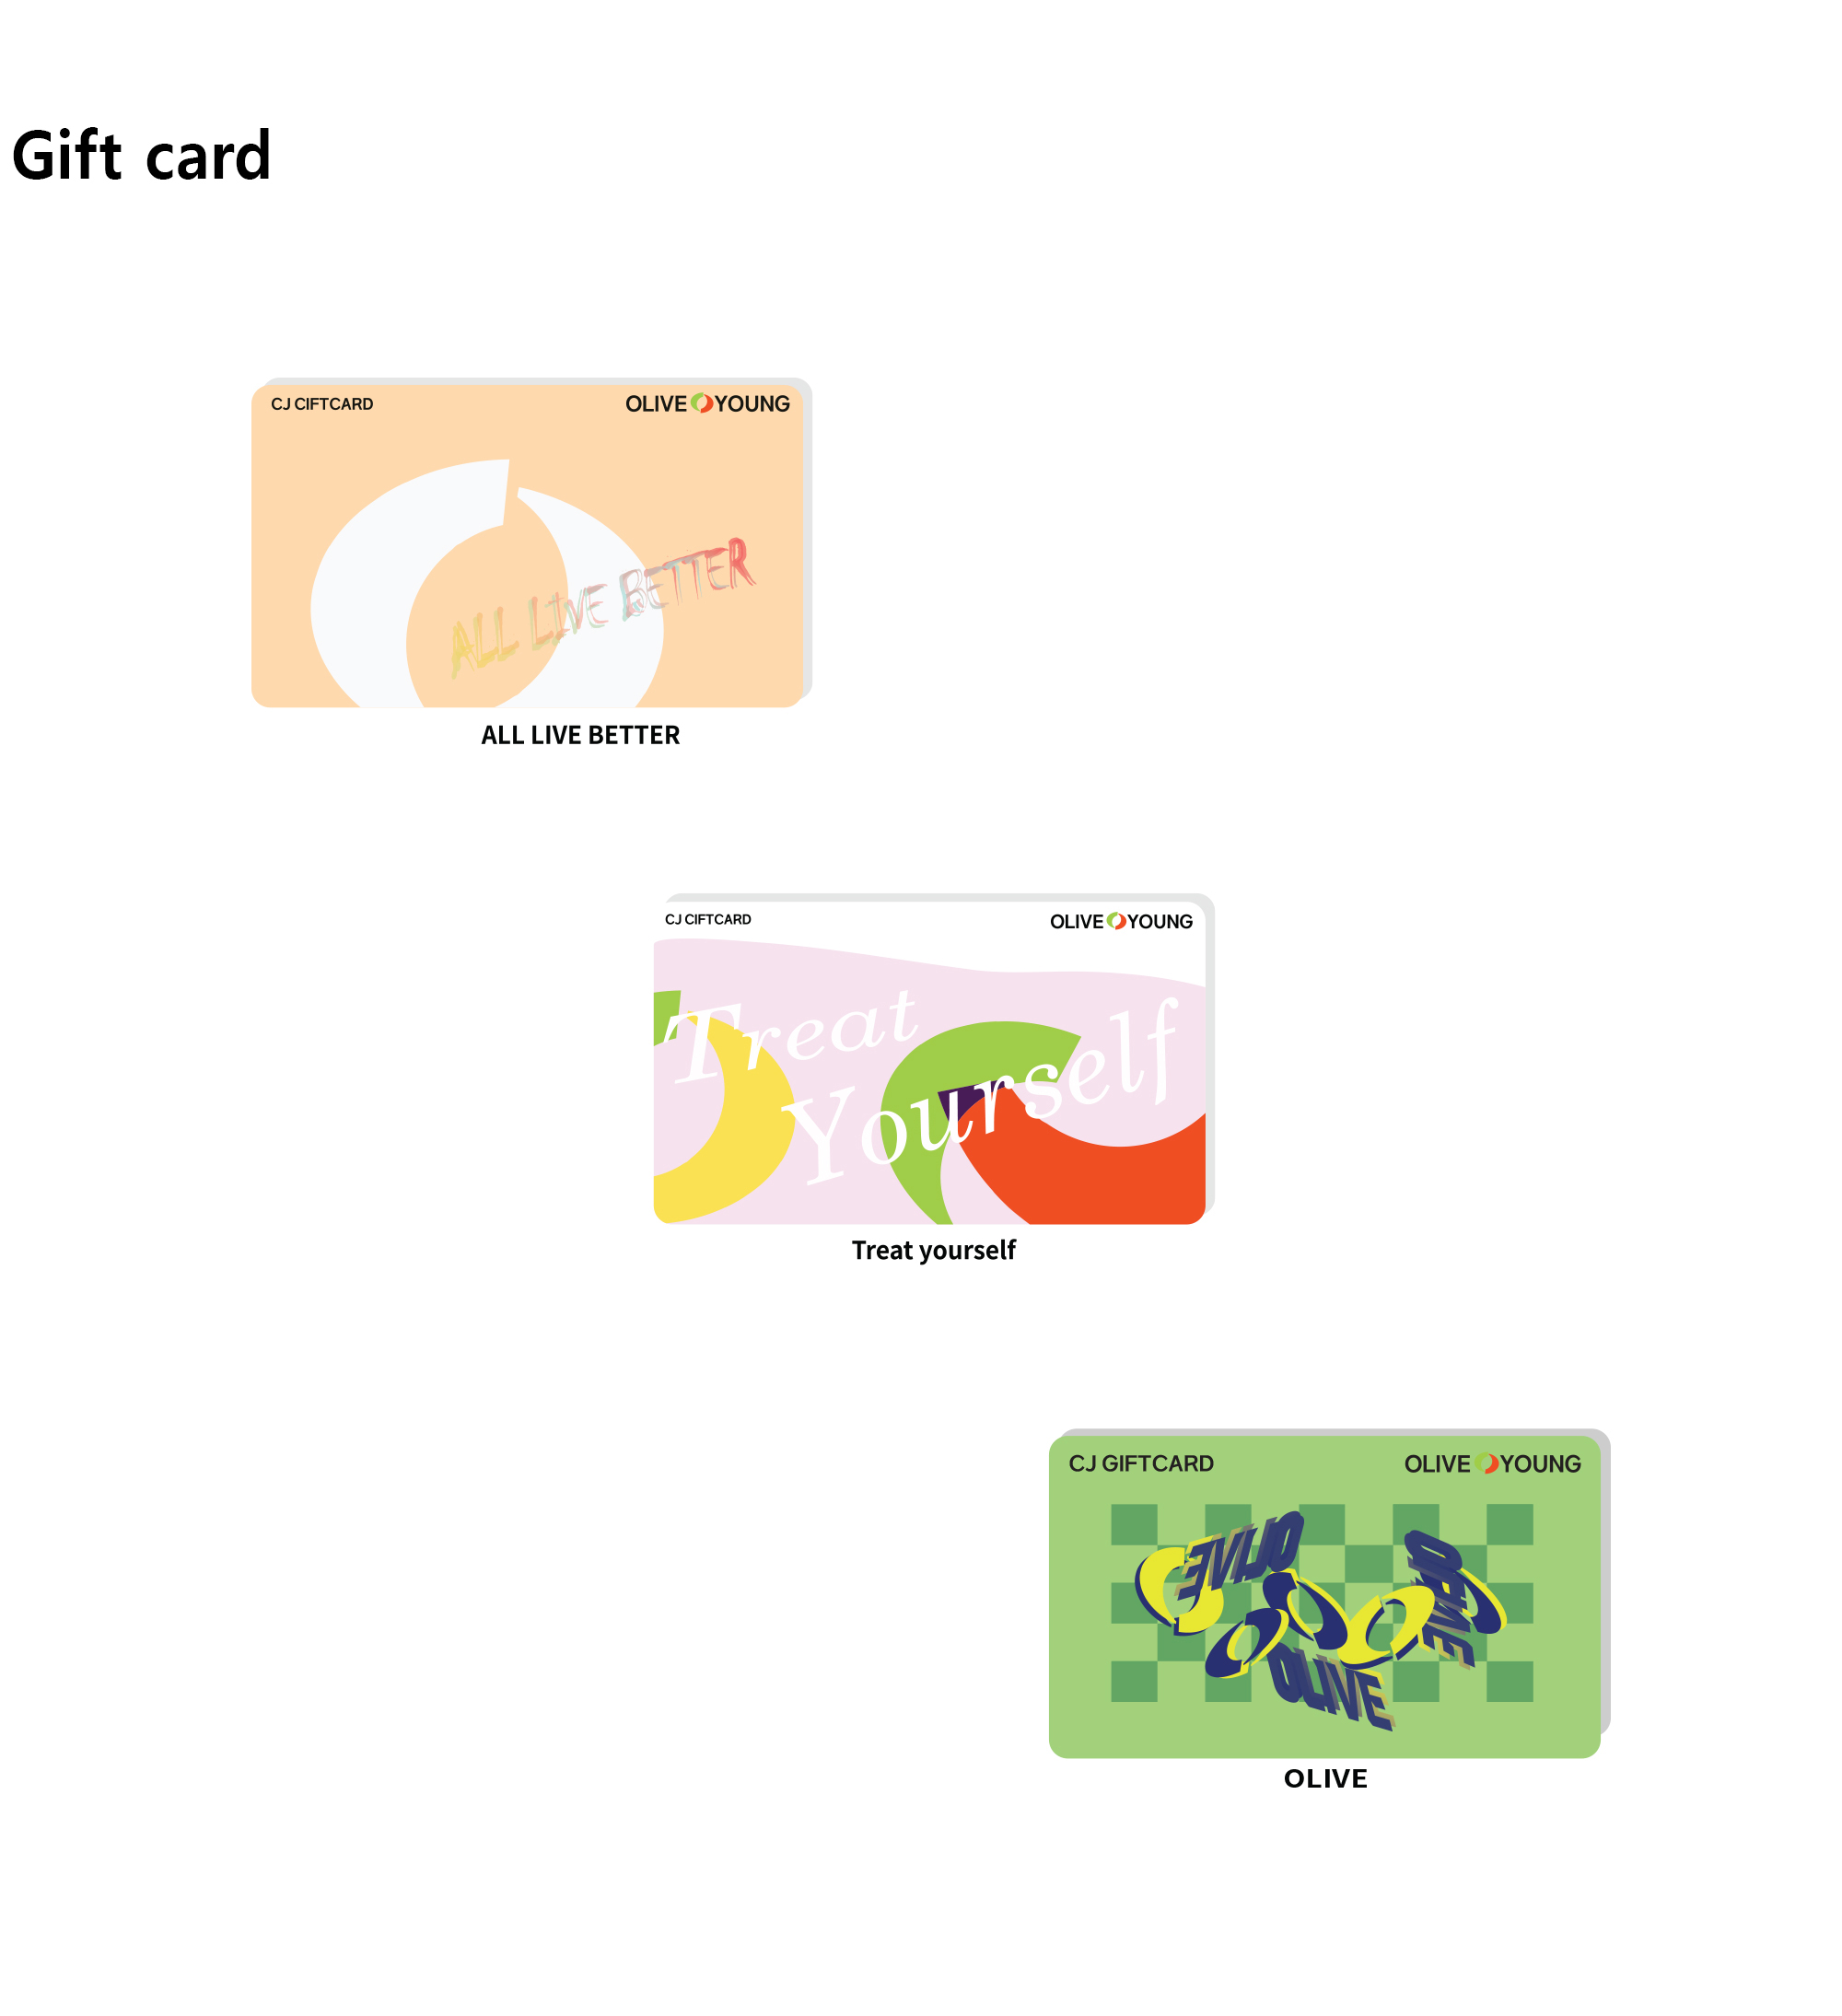 Gift card
CJ CIFTCARD
OLIVE YOUNG
ALL LIVE BETTER
ALL LIVE BETTER
CJ CIFTCARD
OLIVE YOUNG
Treat
Yourself
Treat yourself
CJ GIFTCARD
OLIVE YOUNG
OLIVE
OLIVE
OLIVE
OLIVE